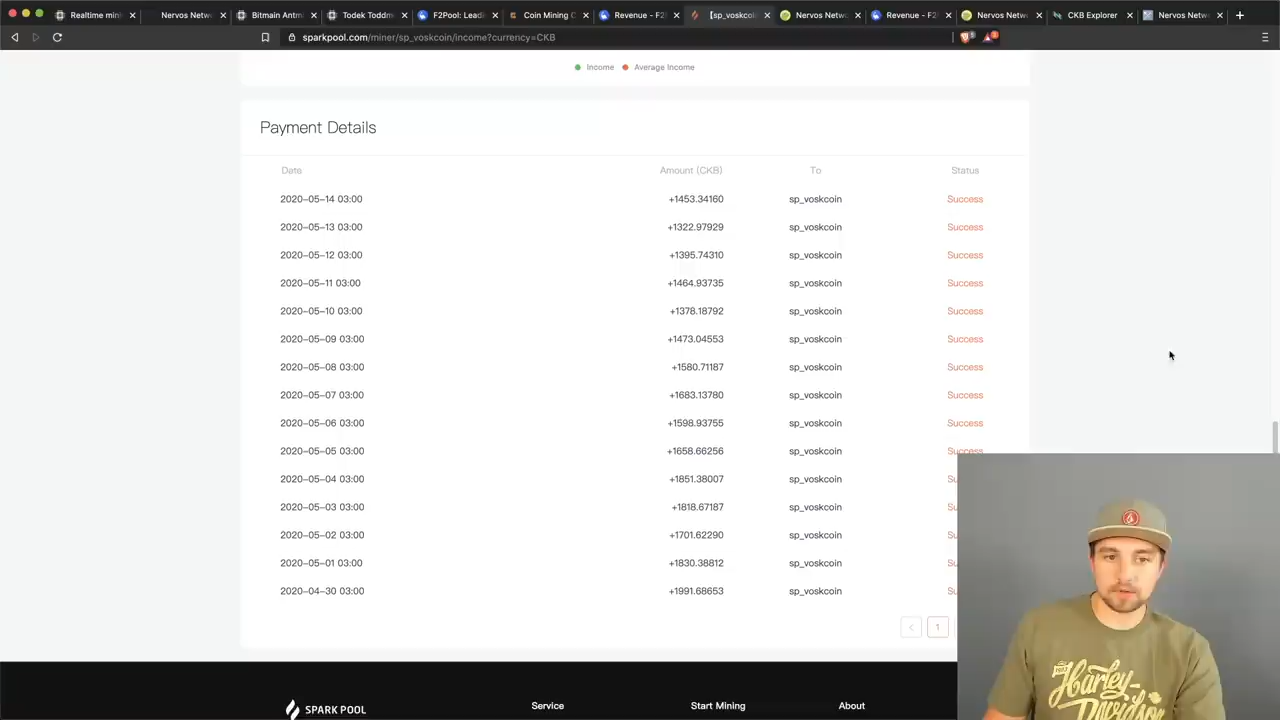 Realtime mini
Nervos Netw
Bitmain Antm
Todek Toddm
F2Pool: Leadi
Coin Mining C
Revenue - F2
[sp_voskcoin
Nervos Netw
Revenue - F2
Nervos Netw
CKB Explorer
Nervos Netw
sparkpool.com/miner/sp_voskcoin/income?currency=CKB
Income Average Income
Payment Details
Date Amount (CKB) To Status
2020-05-14 03:00 +1453.34160 sp_voskcoin Success
2020-05-13 03:00 +1322.97929 sp_voskcoin Success
2020-05-12 03:00 +1395.74310 sp_voskcoin Success
2020-05-11 03:00 +1464.93735 sp_voskcoin Success
2020-05-10 03:00 +1378.18792 sp_voskcoin Success
2020-05-09 03:00 +1473.04553 sp_voskcoin Success
2020-05-08 03:00 +1580.71187 sp_voskcoin Success
2020-05-07 03:00 +1683.13780 sp_voskcoin Success
2020-05-06 03:00 +1598.93755 sp_voskcoin Success
2020-05-05 03:00 +1658.66256 sp_voskcoin Success
2020-05-04 03:00 +1851.38007 sp_voskcoin Su
2020-05-03 03:00 +1818.67187 sp_voskcoin Su
2020-05-02 03:00 +1701.62290 sp_voskcoin Su
2020-05-01 03:00 +1830.38812 sp_voskcoin Su
2020-04-30 03:00 +1991.68653 sp_voskcoin Su
< 1
SPARK POOL Service Start Mining About
Harley-
Davidson